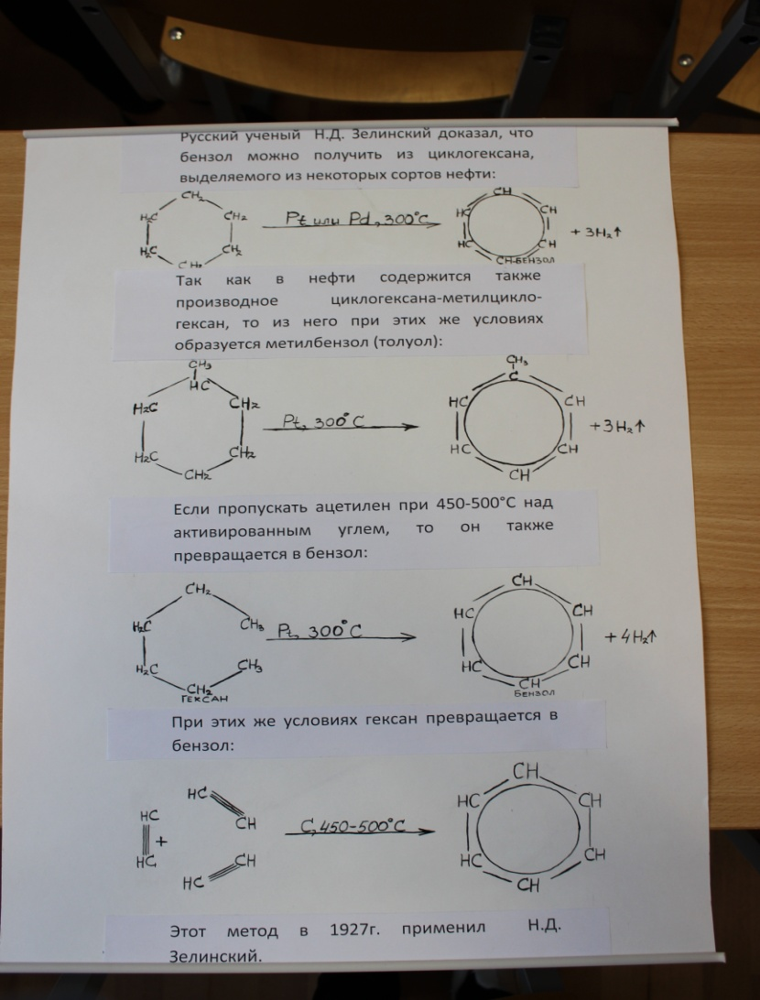 Русский ученый Н.Д. Зелинский доказал, что
бензол можно получить из циклогексана,
выделяемого из некоторых сортов нефти:
CH₂
H₂C CH₂
H₂C CH₂
CH₂
Pt или Pd, 300°C
CH
HC CH
HC CH
CH-БЕНЗОЛ
+ 3H₂↑
Так как в нефти содержится также
производное циклогексана-метилцикло-
гексан, то из него при этих же условиях
образуется метилбензол (толуол):
CH₃
HC
H₂C CH₂
H₂C CH₂
CH₂
Pt, 300°C
CH₃
C
HC CH
HC CH
CH
+3H₂↑
Если пропускать ацетилен при 450-500°С над
активированным углем, то он также
превращается в бензол:
CH₂
H₂C CH₃
H₂C CH₃
CH₂
ГЕКСАН
Pt, 300°C
CH
HC CH
HC CH
CH
БЕНЗОЛ
+ 4H₂↑
При этих же условиях гексан превращается в
бензол:
HC
HC CH
+
HC CH
HC
C, 450-500°C
CH
HC CH
HC CH
CH
Этот метод в 1927г. применил Н.Д.
Зелинский.